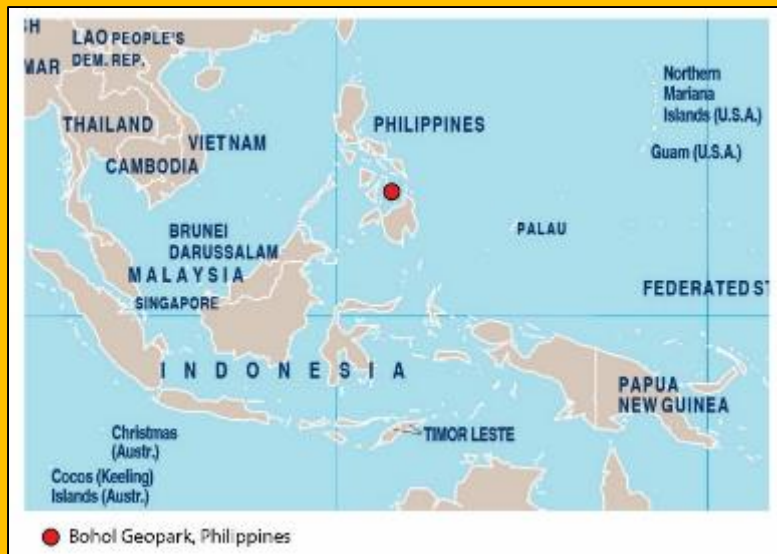 LAO PEOPLE'S
DEM. REP.
MAR
THAILAND
VIETNAM
CAMBODIA
PHILIPPINES
Northern
Mariana
Islands (U.S.A.)
Guam (U.S.A.)
PALAU
BRUNEI
DARUSSALAM
MALAYSIA
SINGAPORE
FEDERATED ST
INDONESIA
PAPUA
NEW GUINEA
TIMOR LESTE
Christmas
(Austr.)
Cocos (Keeling)
Islands (Austr.)
Bohol Geopark, Philippines